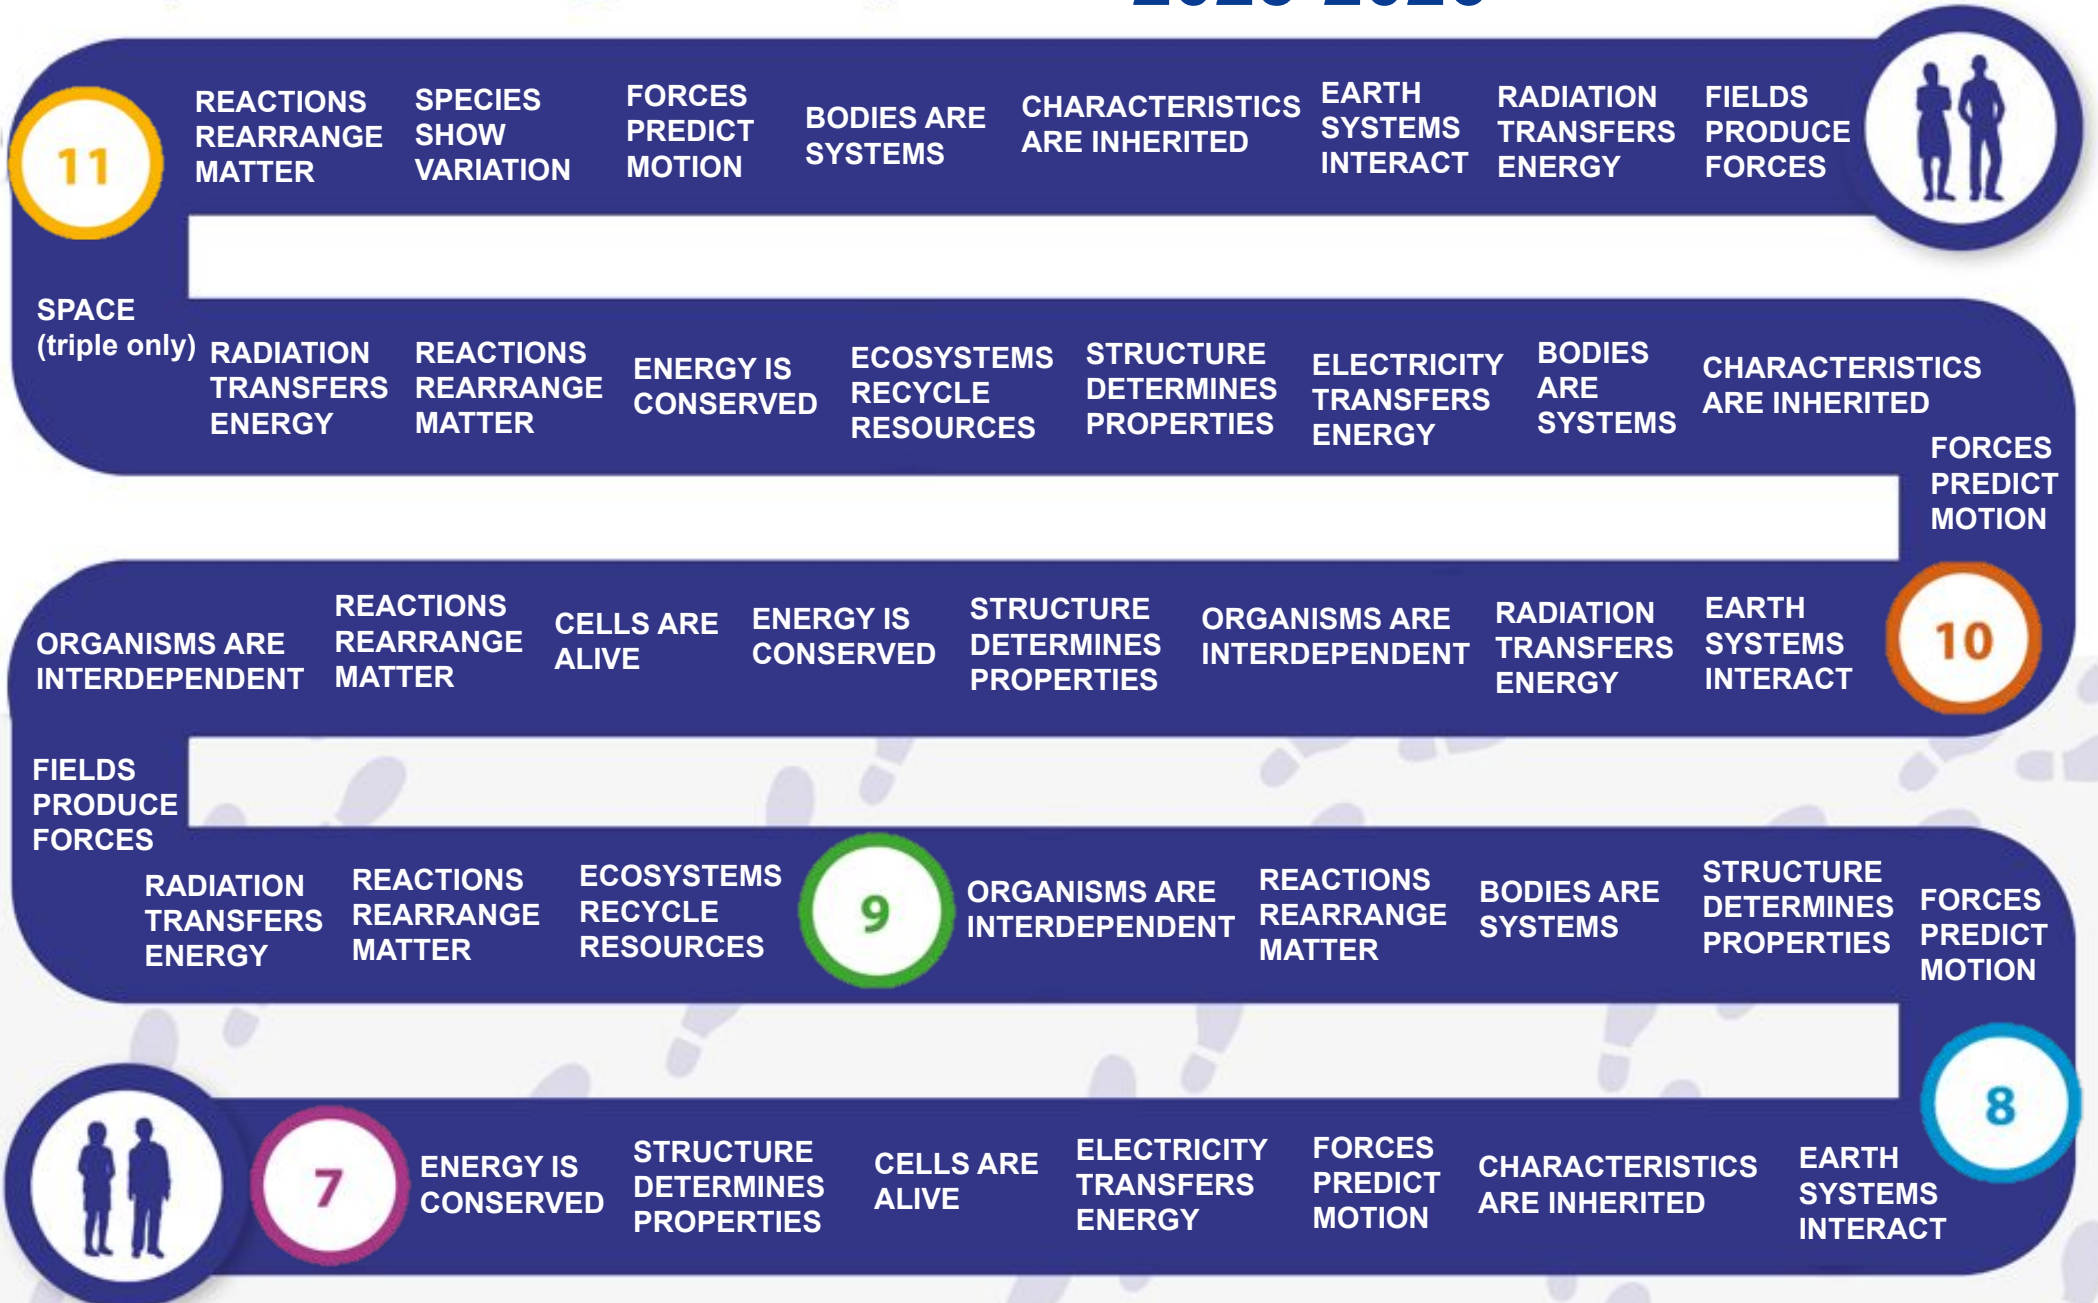 11
REACTIONS
REARRANGE
MATTER
SPECIES
SHOW
VARIATION
FORCES
PREDICT
MOTION
BODIES ARE
SYSTEMS
CHARACTERISTICS
ARE INHERITED
EARTH
SYSTEMS
INTERACT
RADIATION
TRANSFERS
ENERGY
FIELDS
PRODUCE
FORCES
SPACE
(triple only)
RADIATION
TRANSFERS
ENERGY
REACTIONS
REARRANGE
MATTER
ENERGY IS
CONSERVED
ECOSYSTEMS
RECYCLE
RESOURCES
STRUCTURE
DETERMINES
PROPERTIES
ELECTRICITY
TRANSFERS
ENERGY
BODIES
ARE
SYSTEMS
CHARACTERISTICS
ARE INHERITED
FORCES
PREDICT
MOTION
ORGANISMS ARE
INTERDEPENDENT
REACTIONS
REARRANGE
MATTER
CELLS ARE
ALIVE
ENERGY IS
CONSERVED
STRUCTURE
DETERMINES
PROPERTIES
ORGANISMS ARE
INTERDEPENDENT
RADIATION
TRANSFERS
ENERGY
EARTH
SYSTEMS
INTERACT
10
FIELDS
PRODUCE
FORCES
RADIATION
TRANSFERS
ENERGY
REACTIONS
REARRANGE
MATTER
ECOSYSTEMS
RECYCLE
RESOURCES
9
ORGANISMS ARE
INTERDEPENDENT
REACTIONS
REARRANGE
MATTER
BODIES ARE
SYSTEMS
STRUCTURE
DETERMINES
PROPERTIES
FORCES
PREDICT
MOTION
8
7
ENERGY IS
CONSERVED
STRUCTURE
DETERMINES
PROPERTIES
CELLS ARE
ALIVE
ELECTRICITY
TRANSFERS
ENERGY
FORCES
PREDICT
MOTION
CHARACTERISTICS
ARE INHERITED
EARTH
SYSTEMS
INTERACT